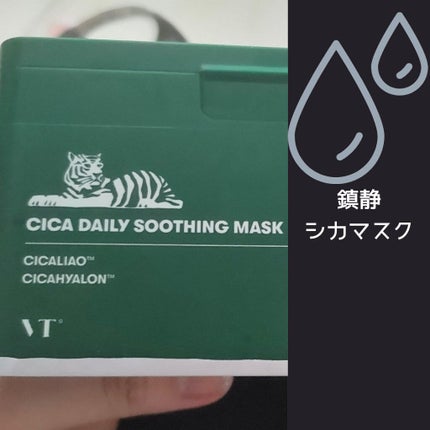 CICA DAILY SOOTHING MASK
CICALIAO™
CICAHYALON™
VT
鎮静
シカマスク